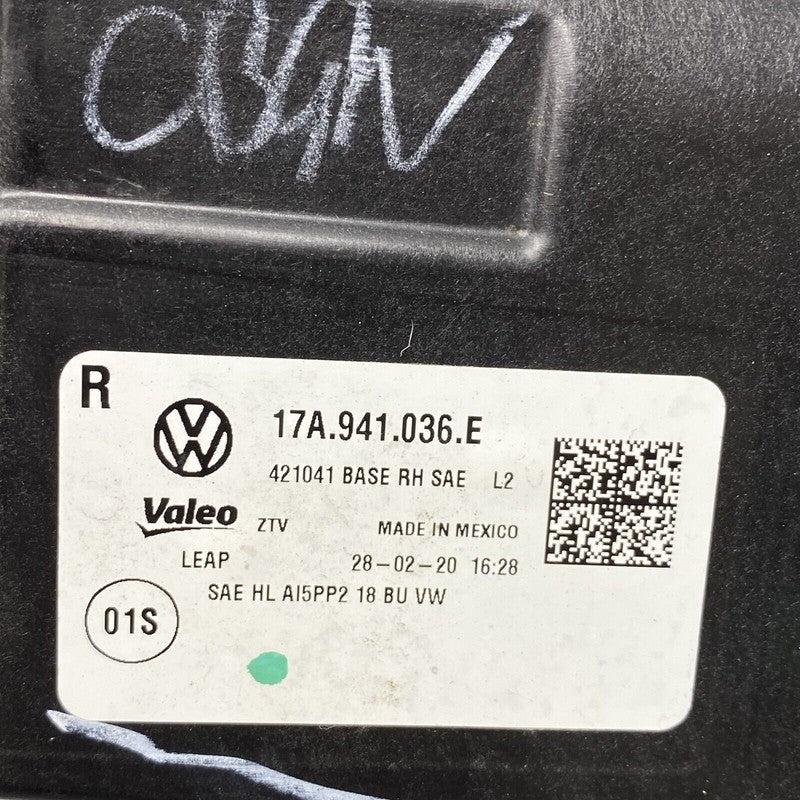 R
17A.941.036.E
421041 BASE RH SAE L2
Valeo ZTV MADE IN MEXICO
LEAP 28-02-20 16:28
SAE HL AI5PP2 18 BU VW
01S